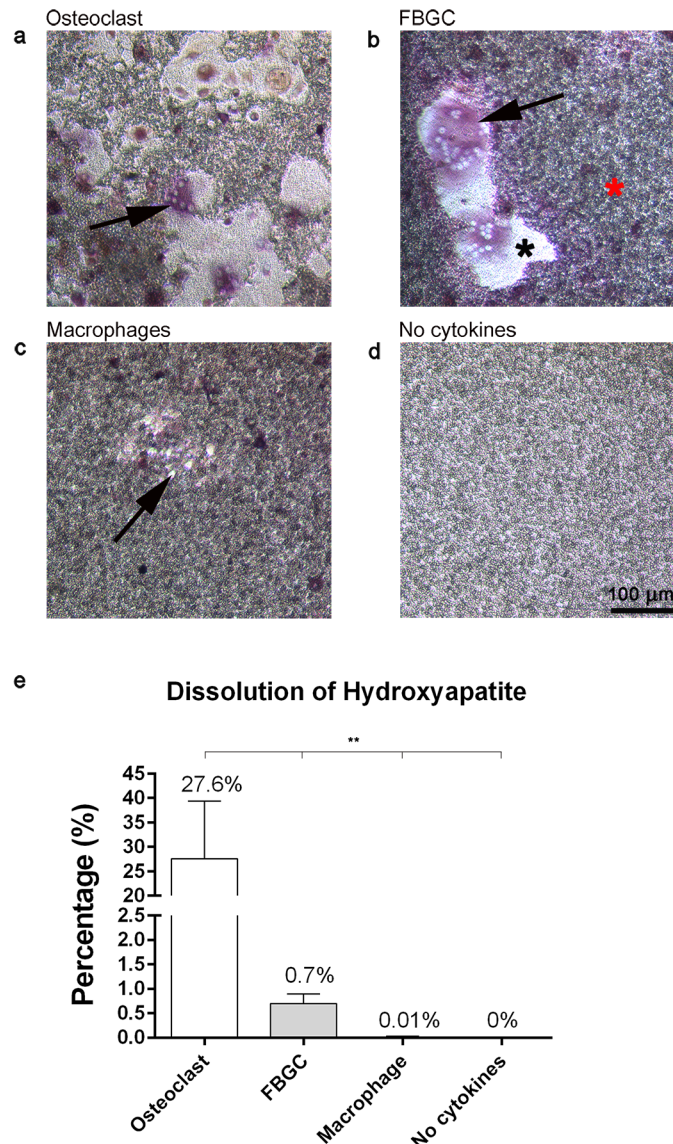 Osteoclast
FBGC
a
b
*
*
Macrophages
No cytokines
c
d
100 µm
e
Dissolution of Hydroxyapatite
**
Percentage (%)
45
40
35
30
25
20
2.5
2.0
1.5
1.0
0.5
0.0
27.6%
0.7%
0.01%
0%
Osteoclast
FBGC
Macrophage
No cytokines